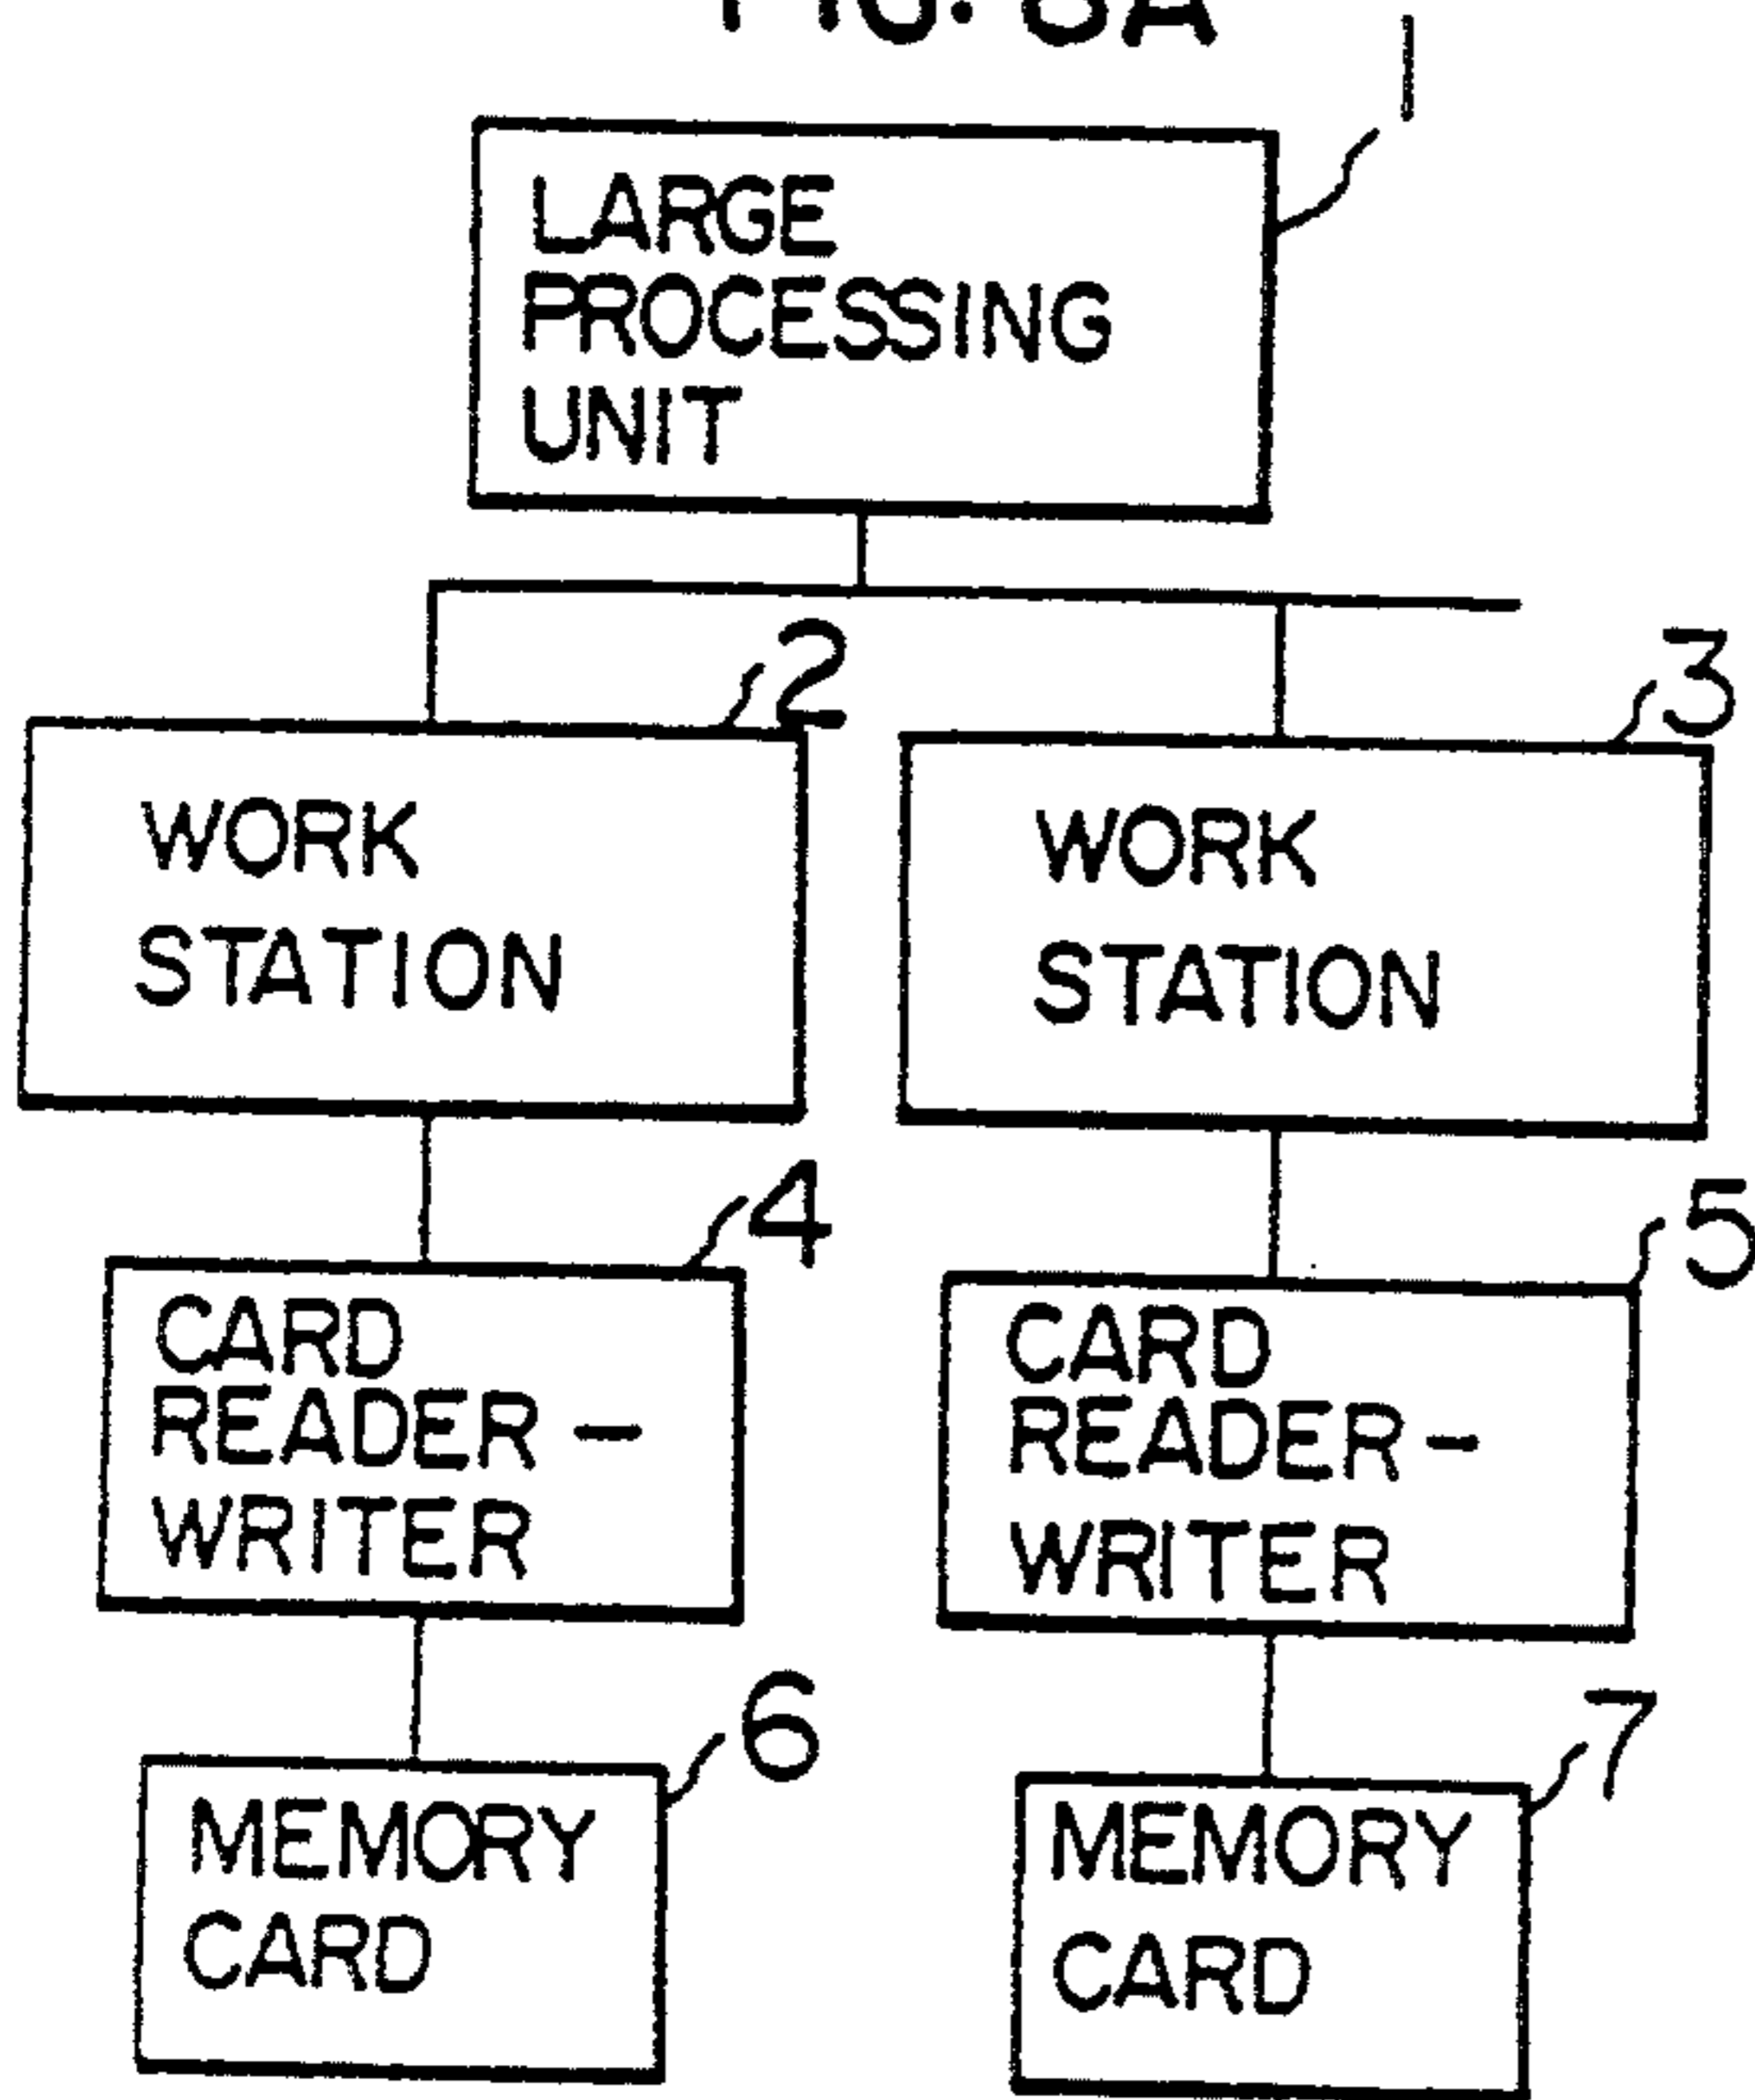 1
LARGE
PROCESSING
UNIT
2
3
WORK
STATION
WORK
STATION
4
5
CARD
READER-
WRITER
CARD
READER-
WRITER
6
7
MEMORY
CARD
MEMORY
CARD